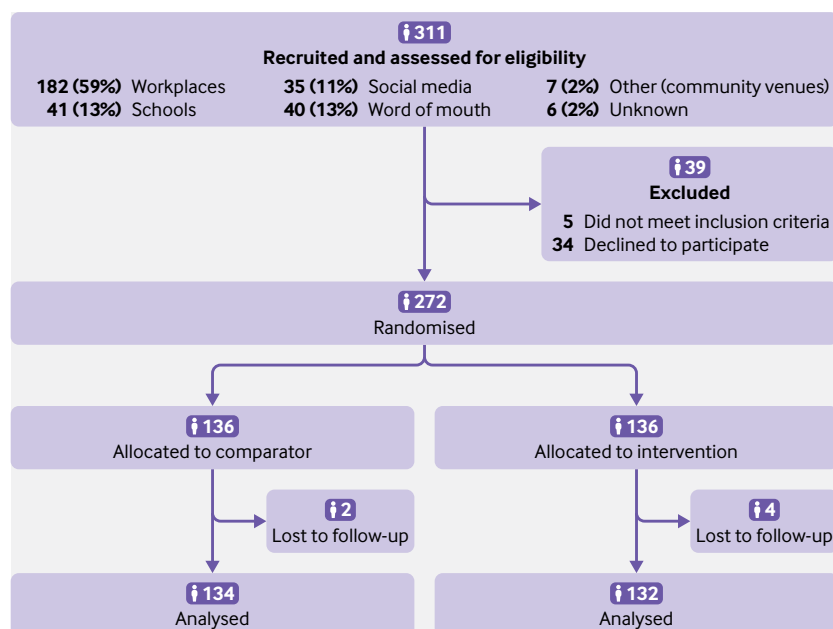 311
Recruited and assessed for eligibility
182 (59%) Workplaces 35 (11%) Social media 7 (2%) Other (community venues)
41 (13%) Schools 40 (13%) Word of mouth 6 (2%) Unknown
39
Excluded
5 Did not meet inclusion criteria
34 Declined to participate
272
Randomised
136
Allocated to comparator
136
Allocated to intervention
2
Lost to follow-up
4
Lost to follow-up
134
Analysed
132
Analysed